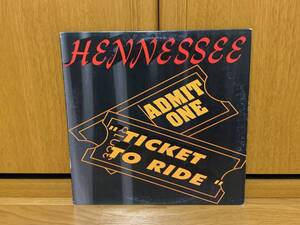 HENNESSEE
ADMIT
ONE
"TICKET
TO RIDE"